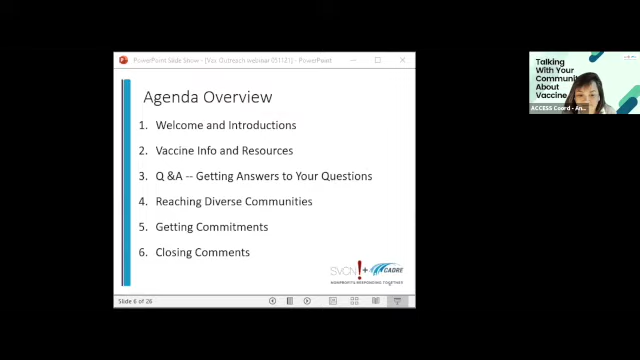 PowerPoint Slide Show - [Vax Outreach webinar 051121] - PowerPoint
Agenda Overview
1. Welcome and Introductions
2. Vaccine Info and Resources
3. Q &A -- Getting Answers to Your Questions
4. Reaching Diverse Communities
5. Getting Commitments
6. Closing Comments
SVCN!+CADRE
NONPROFITS RESPONDING TOGETHER
Slide 6 of 26
Talking
With Your
Communit
About
Vaccine
ACCESS Coord - An...